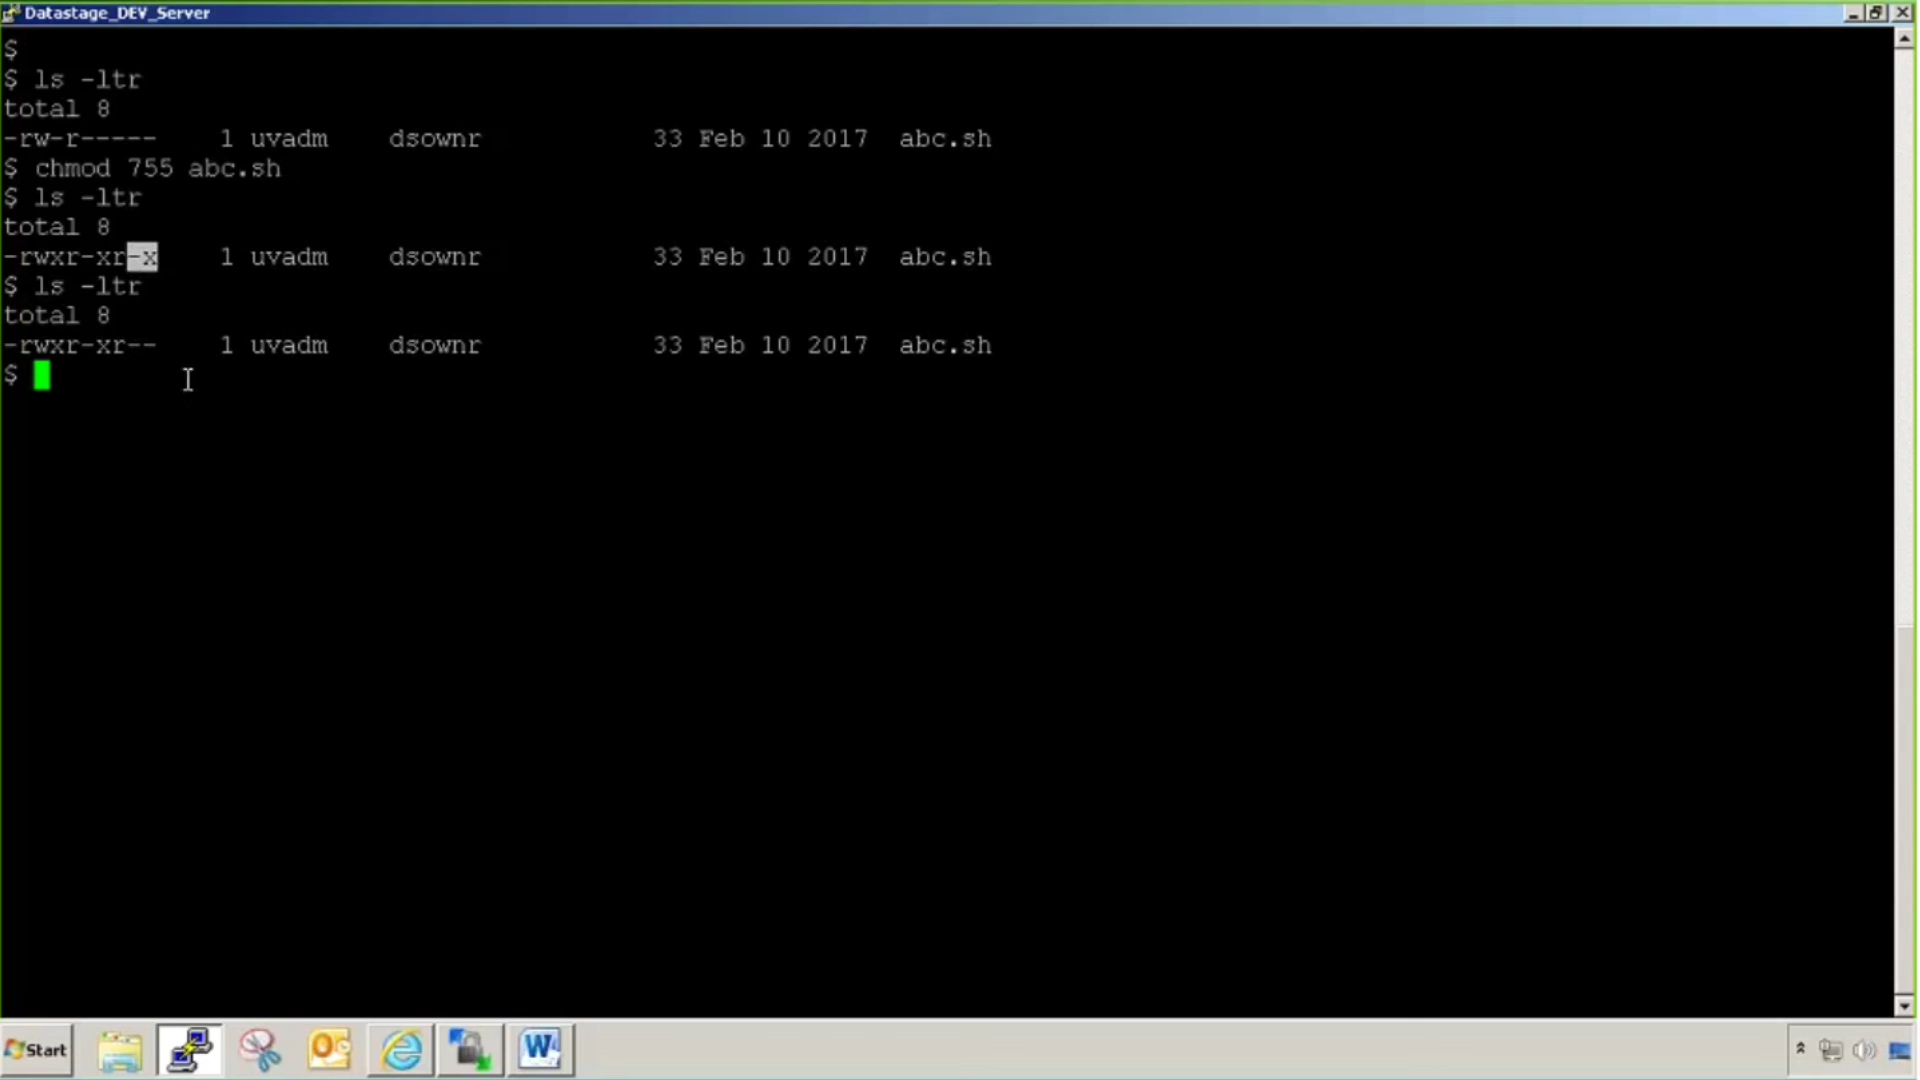 Datastage_DEV_Server
$
$ ls -ltr
total 8
-rw-r----- 1 uvadm dsownr 33 Feb 10 2017 abc.sh
$ chmod 755 abc.sh
$ ls -ltr
total 8
-rwxr-xr-x 1 uvadm dsownr 33 Feb 10 2017 abc.sh
$ ls -ltr
total 8
-rwxr-xr-- 1 uvadm dsownr 33 Feb 10 2017 abc.sh
$
Start